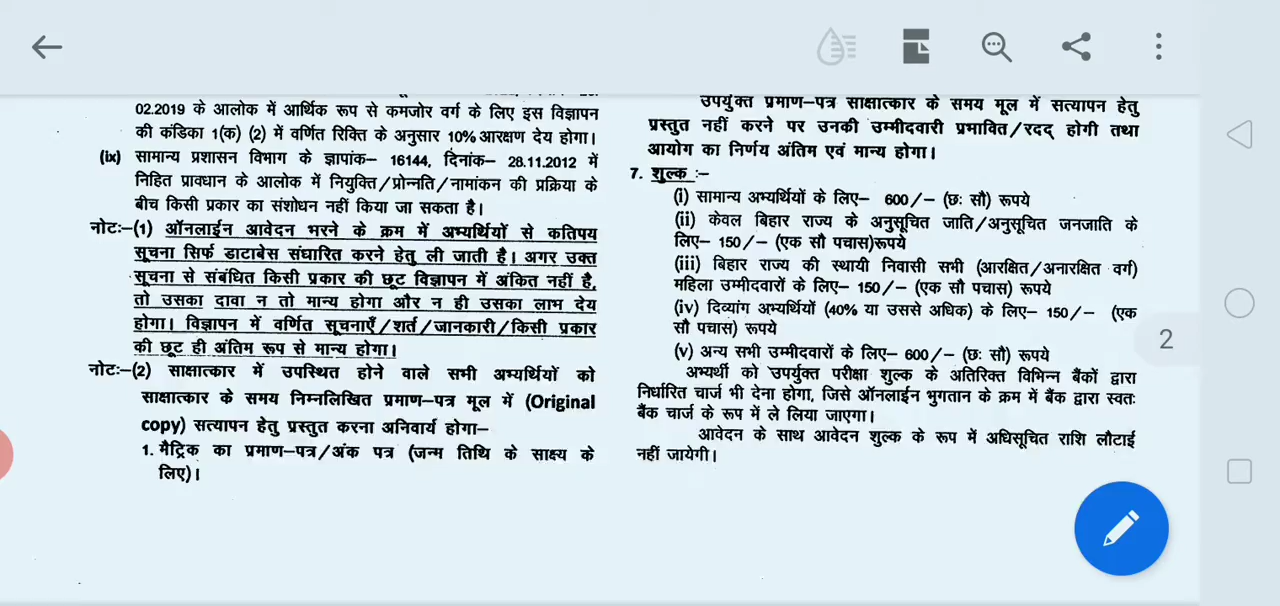 02.2019 के आलोक में आर्थिक रूप से कमजोर वर्ग के लिए इस विज्ञापन
की कंडिका 1(क) (2) में वर्णित रिक्ति के अनुसार 10% आरक्षण देय होगा।
(ix) सामान्य प्रशासन विभाग के ज्ञापांक– 16144, दिनांक– 28.11.2012 में
निहित प्रावधान के आलोक में नियुक्ति/प्रोन्नति/नामांकन की प्रक्रिया के
बीच किसी प्रकार का संशोधन नहीं किया जा सकता है।
नोटः–(1) ऑनलाईन आवेदन भरने के क्रम में अभ्यर्थियों से कतिपय
सूचना सिर्फ डाटाबेस संधारित करने हेतु ली जाती है। अगर उक्त
सूचना से संबंधित किसी प्रकार की छूट विज्ञापन में अंकित नहीं है,
तो उसका दावा न तो मान्य होगा और न ही उसका लाभ देय
होगा। विज्ञापन में वर्णित सूचनाएँ/शर्त/जानकारी/किसी प्रकार
की छूट ही अंतिम रूप से मान्य होगा।
नोटः–(2) साक्षात्कार में उपस्थित होने वाले सभी अभ्यर्थियों को
साक्षात्कार के समय निम्नलिखित प्रमाण–पत्र मूल में (Original
copy) सत्यापन हेतु प्रस्तुत करना अनिवार्य होगा–
1. मैट्रिक का प्रमाण–पत्र/अंक पत्र (जन्म तिथि के साक्ष्य के
लिए)।
उपर्युक्त प्रमाण–पत्र साक्षात्कार के समय मूल में सत्यापन हेतु
प्रस्तुत नहीं करने पर उनकी उम्मीदवारी प्रभावित/रदद् होगी तथा
आयोग का निर्णय अंतिम एवं मान्य होगा।
7. शुल्क :–
(i) सामान्य अभ्यर्थियों के लिए– 600/– (छः सौ) रूपये
(ii) केवल बिहार राज्य के अनुसूचित जाति/अनुसूचित जनजाति के
लिए– 150/– (एक सौ पचास)रूपये
(iii) बिहार राज्य की स्थायी निवासी सभी (आरक्षित/अनारक्षित वर्ग)
महिला उम्मीदवारों के लिए– 150/– (एक सौ पचास) रूपये
(iv) दिव्यांग अभ्यर्थियों (40% या उससे अधिक) के लिए– 150/– (एक
सौ पचास) रूपये
(v) अन्य सभी उम्मीदवारों के लिए– 600/– (छः सौ) रूपये
अभ्यर्थी को उपर्युक्त परीक्षा शुल्क के अतिरिक्त विभिन्न बैंकों द्वारा
निर्धारित चार्ज भी देना होगा, जिसे ऑनलाईन भुगतान के क्रम में बैंक द्वारा स्वतः
बैंक चार्ज के रूप में ले लिया जाएगा।
आवेदन के साथ आवेदन शुल्क के रूप में अधिसूचित राशि लौटाई
नहीं जायेगी।
2